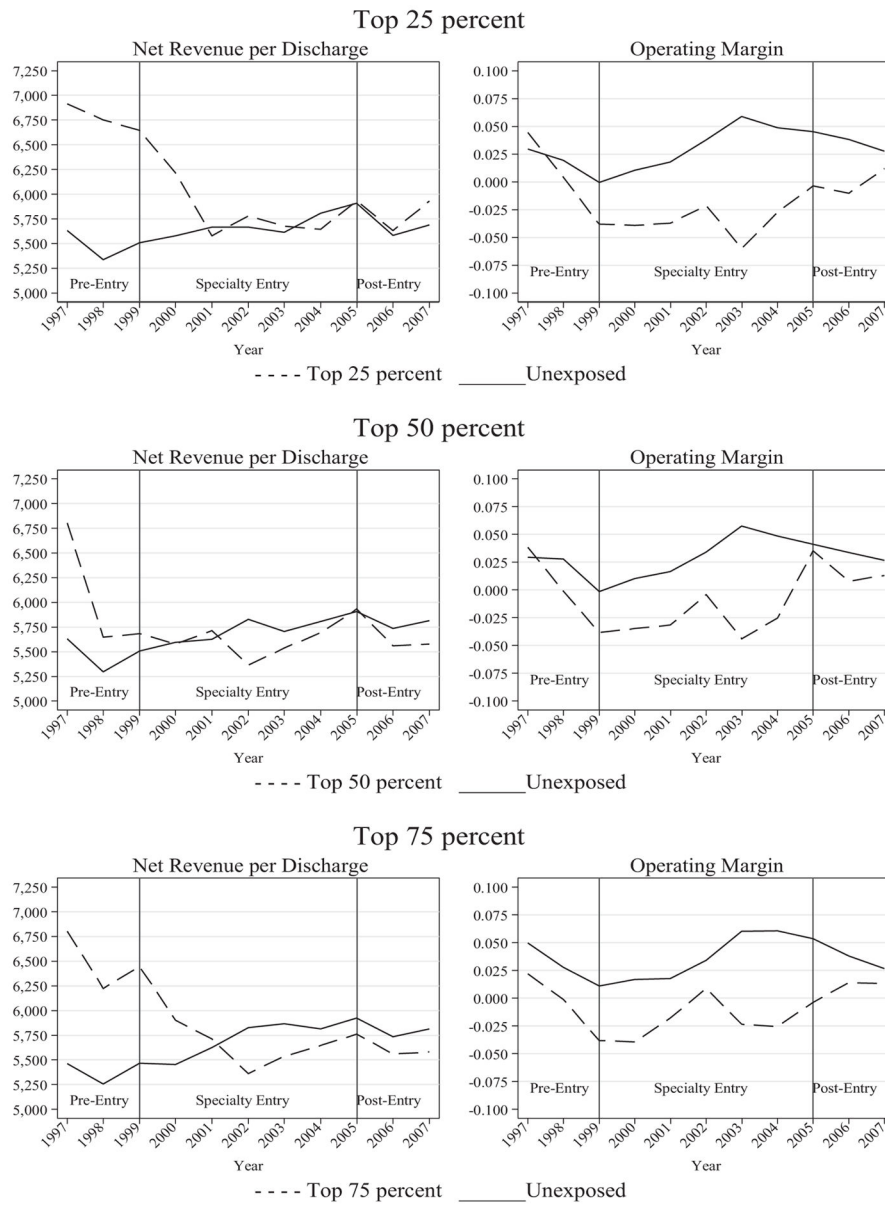 Top 25 percent
Net Revenue per Discharge
7,250
7,000
6,750
6,500
6,250
6,000
5,750
5,500
5,250
5,000
Pre-Entry Specialty Entry Post-Entry
1997 1998 1999 2000 2001 2002 2003 2004 2005 2006 2007
Year
Operating Margin
0.100
0.075
0.050
0.025
0.000
-0.025
-0.050
-0.075
-0.100
Pre-Entry Specialty Entry Post-Entry
1997 1998 1999 2000 2001 2002 2003 2004 2005 2006 2007
Year
---- Top 25 percent ______Unexposed
Top 50 percent
Net Revenue per Discharge
7,250
7,000
6,750
6,500
6,250
6,000
5,750
5,500
5,250
5,000
Pre-Entry Specialty Entry Post-Entry
1997 1998 1999 2000 2001 2002 2003 2004 2005 2006 2007
Year
Operating Margin
0.100
0.075
0.050
0.025
0.000
-0.025
-0.050
-0.075
-0.100
Pre-Entry Specialty Entry Post-Entry
1997 1998 1999 2000 2001 2002 2003 2004 2005 2006 2007
Year
---- Top 50 percent ______Unexposed
Top 75 percent
Net Revenue per Discharge
7,250
7,000
6,750
6,500
6,250
6,000
5,750
5,500
5,250
5,000
Pre-Entry Specialty Entry Post-Entry
1997 1998 1999 2000 2001 2002 2003 2004 2005 2006 2007
Year
Operating Margin
0.100
0.075
0.050
0.025
0.000
-0.025
-0.050
-0.075
-0.100
Pre-Entry Specialty Entry Post-Entry
1997 1998 1999 2000 2001 2002 2003 2004 2005 2006 2007
Year
---- Top 75 percent ______Unexposed